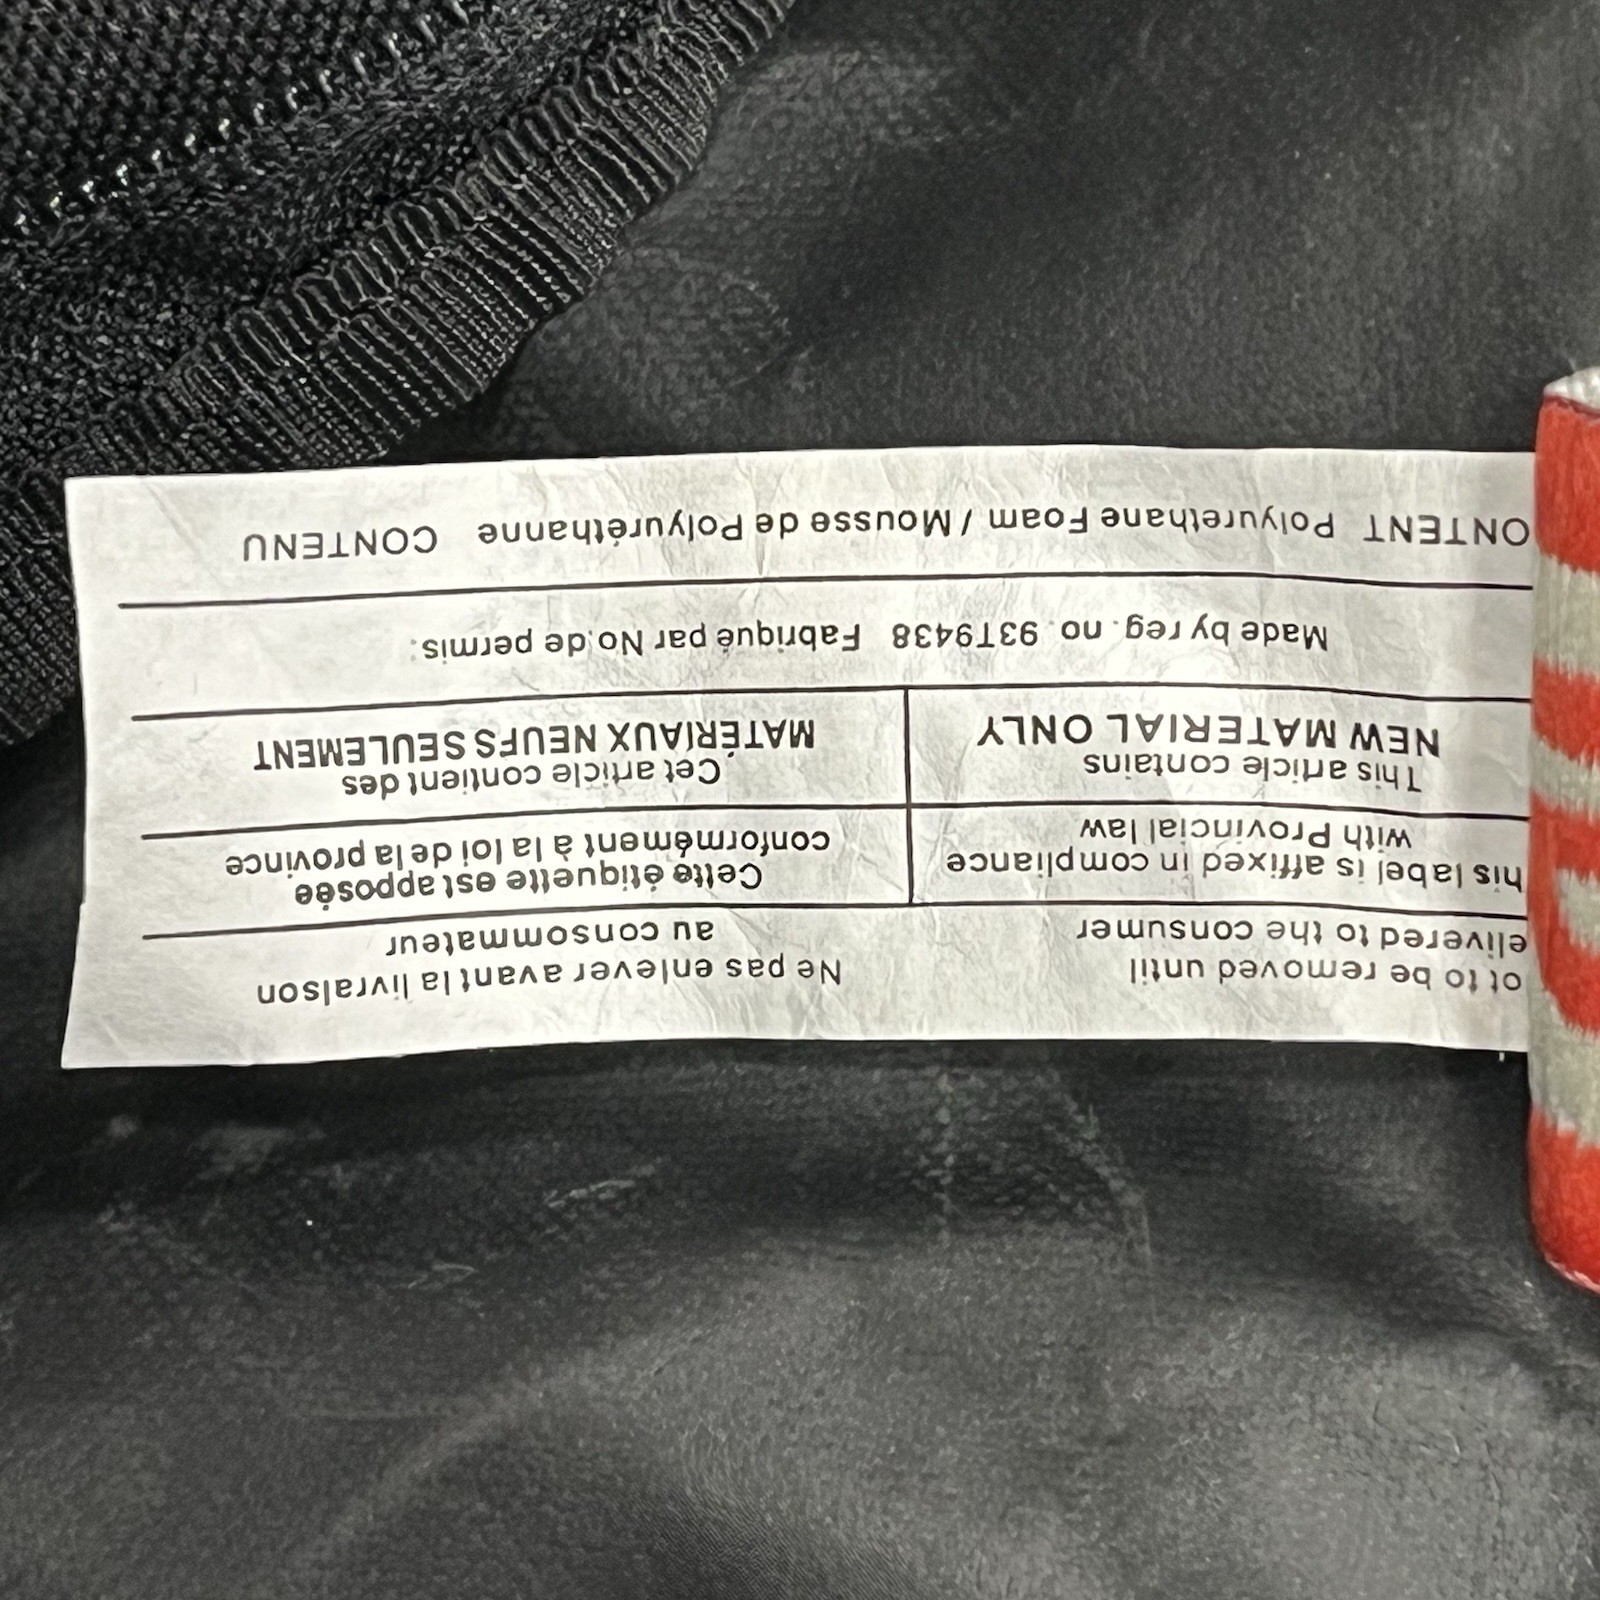 ot to be removed until
elivered to the consumer
Ne pas enlever avant la livraison
au consommateur
his label is affixed in compliance
with Provincial law
Cette étiquette est apposée
conformément à la loi de la province
This article contains
NEW MATERIAL ONLY
Cet article contient des
MATÉRIAUX NEUFS SEULEMENT
Made by reg. no. 93T9438 Fabriqué par No.de permis:
ONTENT Polyurethane Foam / Mousse de Polyuréthanne CONTENU